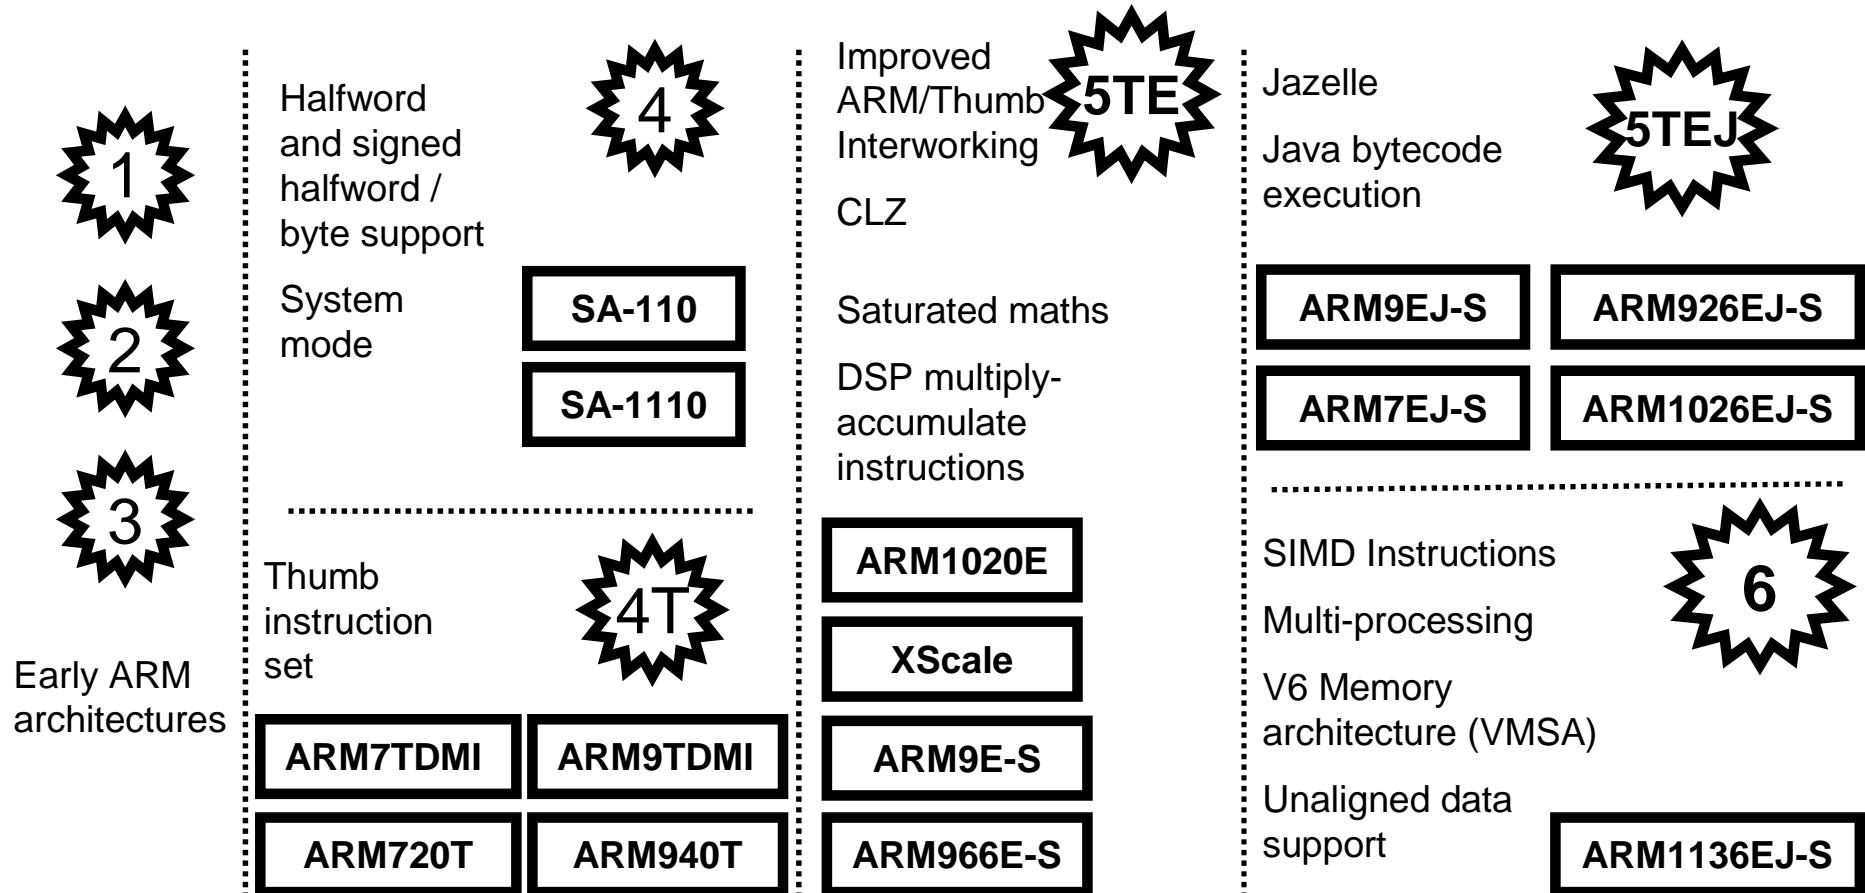 1
2
3
Early ARM
architectures
Halfword
and signed
halfword /
byte support
System
mode
4
SA-110
SA-1110
Thumb
instruction
set
4T
ARM7TDMI
ARM9TDMI
ARM720T
ARM940T
Improved
ARM/Thumb
Interworking
CLZ
5TE
Saturated maths
DSP multiply-
accumulate
instructions
ARM1020E
XScale
ARM9E-S
ARM966E-S
Jazelle
Java bytecode
execution
5TEJ
ARM9EJ-S
ARM926EJ-S
ARM7EJ-S
ARM1026EJ-S
SIMD Instructions
Multi-processing
V6 Memory
architecture (VMSA)
Unaligned data
support
6
ARM1136EJ-S